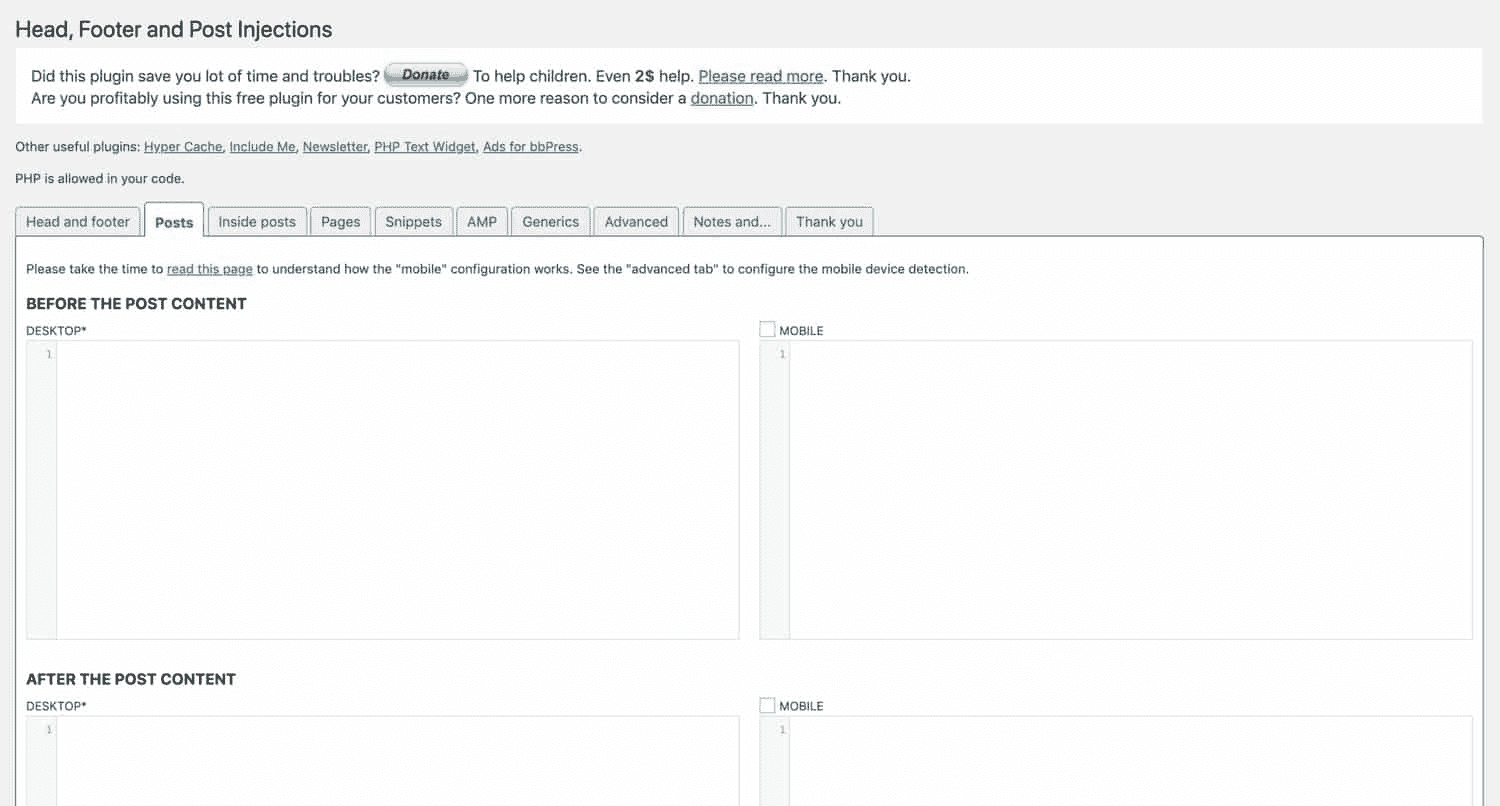 Head, Footer and Post Injections
Did this plugin save you lot of time and troubles? Donate To help children. Even 2$ help. Please read more. Thank you.
Are you profitably using this free plugin for your customers? One more reason to consider a donation. Thank you.
Other useful plugins: Hyper Cache, Include Me, Newsletter, PHP Text Widget, Ads for bbPress.
PHP is allowed in your code.
Head and footer Posts Inside posts Pages Snippets AMP Generics Advanced Notes and... Thank you
Please take the time to read this page to understand how the "mobile" configuration works. See the "advanced tab" to configure the mobile device detection.
BEFORE THE POST CONTENT
DESKTOP* MOBILE
1 1
AFTER THE POST CONTENT
DESKTOP* MOBILE
1 1